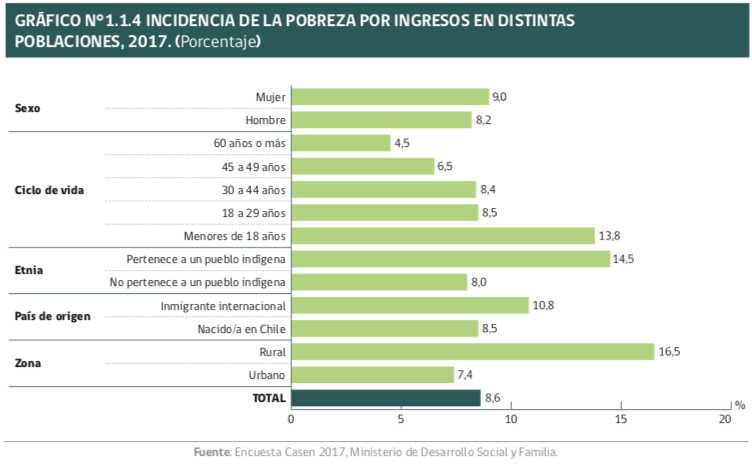 GRÁFICO N°1.1.4 INCIDENCIA DE LA POBREZA POR INGRESOS EN DISTINTAS
POBLACIONES, 2017. (Porcentaje)
Sexo
Mujer 9,0
Hombre 8,2
Ciclo de vida
60 años o más 4,5
45 a 49 años 6,5
30 a 44 años 8,4
18 a 29 años 8,5
Menores de 18 años 13,8
Etnia
Pertenece a un pueblo indígena 14,5
No pertenece a un pueblo indígena 8,0
País de origen
Inmigrante internacional 10,8
Nacido/a en Chile 8,5
Zona
Rural 16,5
Urbano 7,4
TOTAL 8,6
0 5 10 15 20 %
Fuente: Encuesta Casen 2017, Ministerio de Desarrollo Social y Familia.